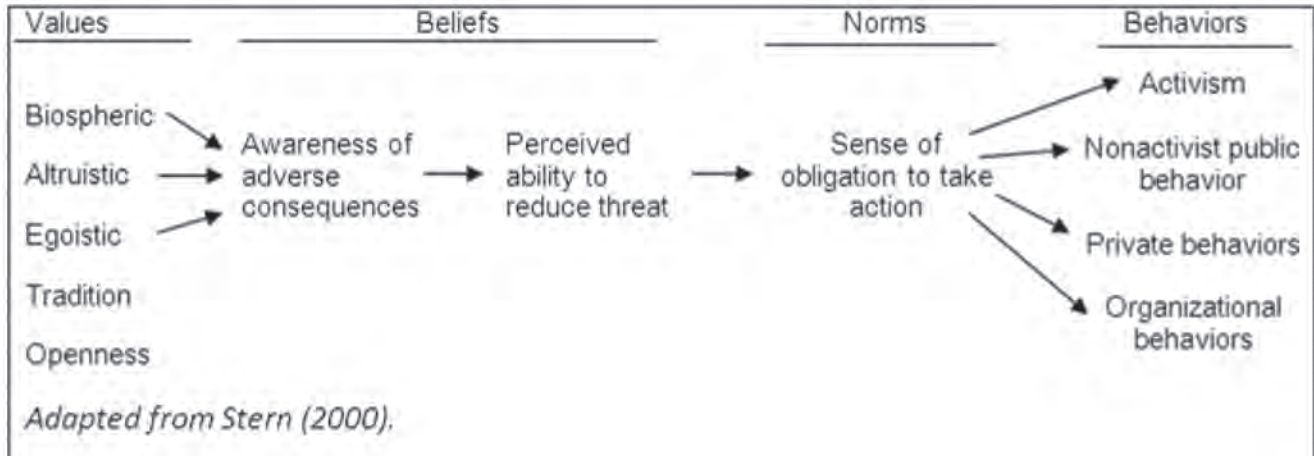 Values
Beliefs
Norms
Behaviors
Biospheric
Altruistic
Egoistic
Tradition
Openness
Awareness of
adverse
consequences
Perceived
ability to
reduce threat
Sense of
obligation to take
action
Activism
Nonactivist public
behavior
Private behaviors
Organizational
behaviors
Adapted from Stern (2000).